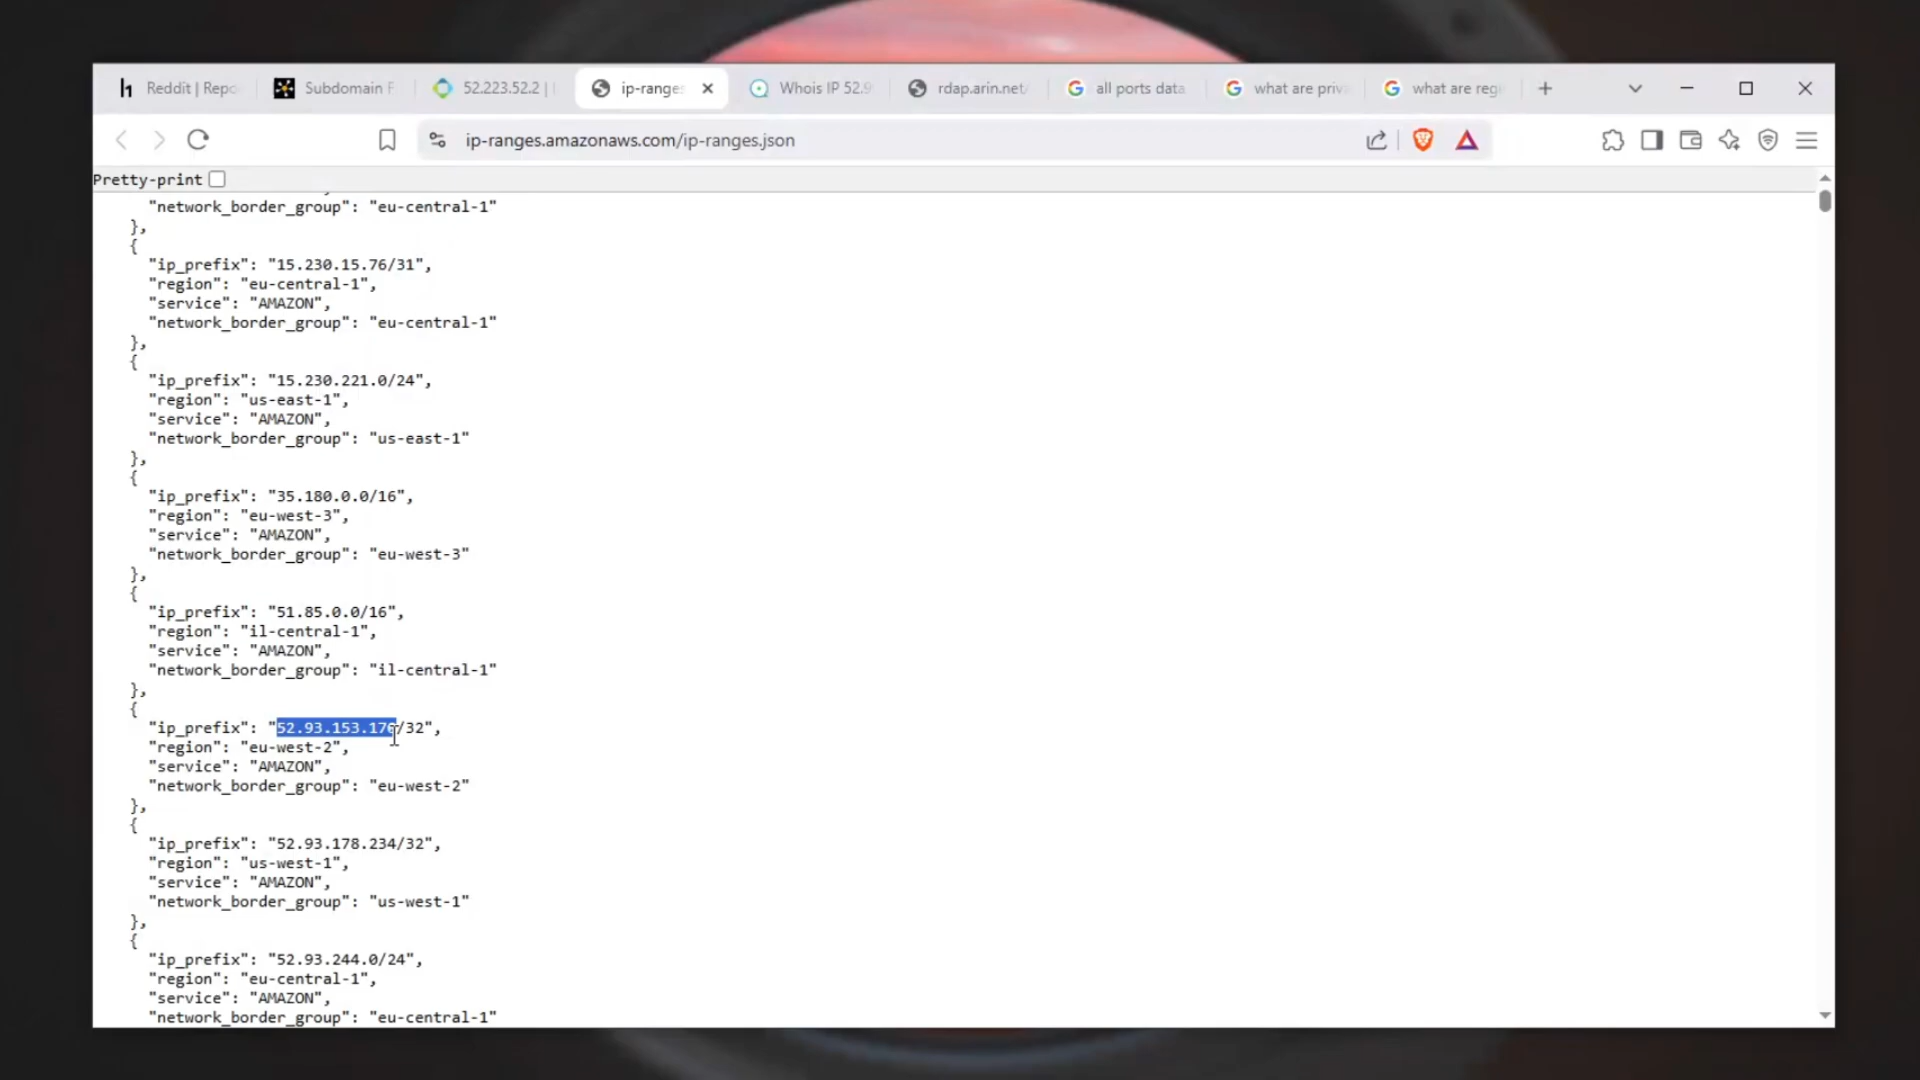 Reddit | Repo
Subdomain F
52.223.52.2 |
ip-ranges
Whois IP 52.9
rdap.arin.net/
all ports data
what are priv
what are regi
ip-ranges.amazonaws.com/ip-ranges.json
Pretty-print
"network_border_group": "eu-central-1"
},
{
"ip_prefix": "15.230.15.76/31",
"region": "eu-central-1",
"service": "AMAZON",
"network_border_group": "eu-central-1"
},
{
"ip_prefix": "15.230.221.0/24",
"region": "us-east-1",
"service": "AMAZON",
"network_border_group": "us-east-1"
},
{
"ip_prefix": "35.180.0.0/16",
"region": "eu-west-3",
"service": "AMAZON",
"network_border_group": "eu-west-3"
},
{
"ip_prefix": "51.85.0.0/16",
"region": "il-central-1",
"service": "AMAZON",
"network_border_group": "il-central-1"
},
{
"ip_prefix": "52.93.153.176/32",
"region": "eu-west-2",
"service": "AMAZON",
"network_border_group": "eu-west-2"
},
{
"ip_prefix": "52.93.178.234/32",
"region": "us-west-1",
"service": "AMAZON",
"network_border_group": "us-west-1"
},
{
"ip_prefix": "52.93.244.0/24",
"region": "eu-central-1",
"service": "AMAZON",
"network_border_group": "eu-central-1"